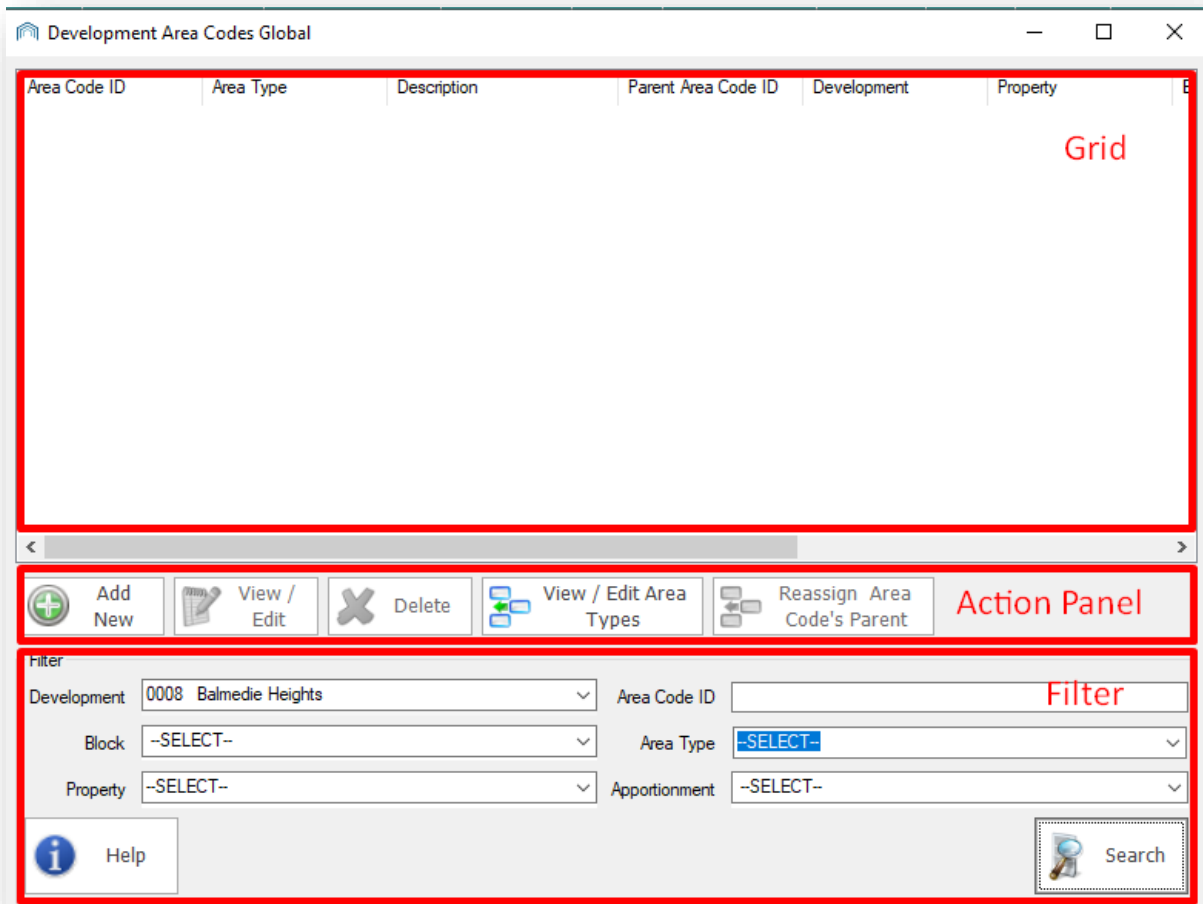 Development Area Codes Global
Area Code ID Area Type Description Parent Area Code ID Development Property
Grid
Add New View / Edit Delete View / Edit Area Types Reassign Area Code's Parent Action Panel
Filter
Development 0008 Balmedie Heights Area Code ID Filter
Block --SELECT-- Area Type --SELECT--
Property --SELECT-- Apportionment --SELECT--
Help Search